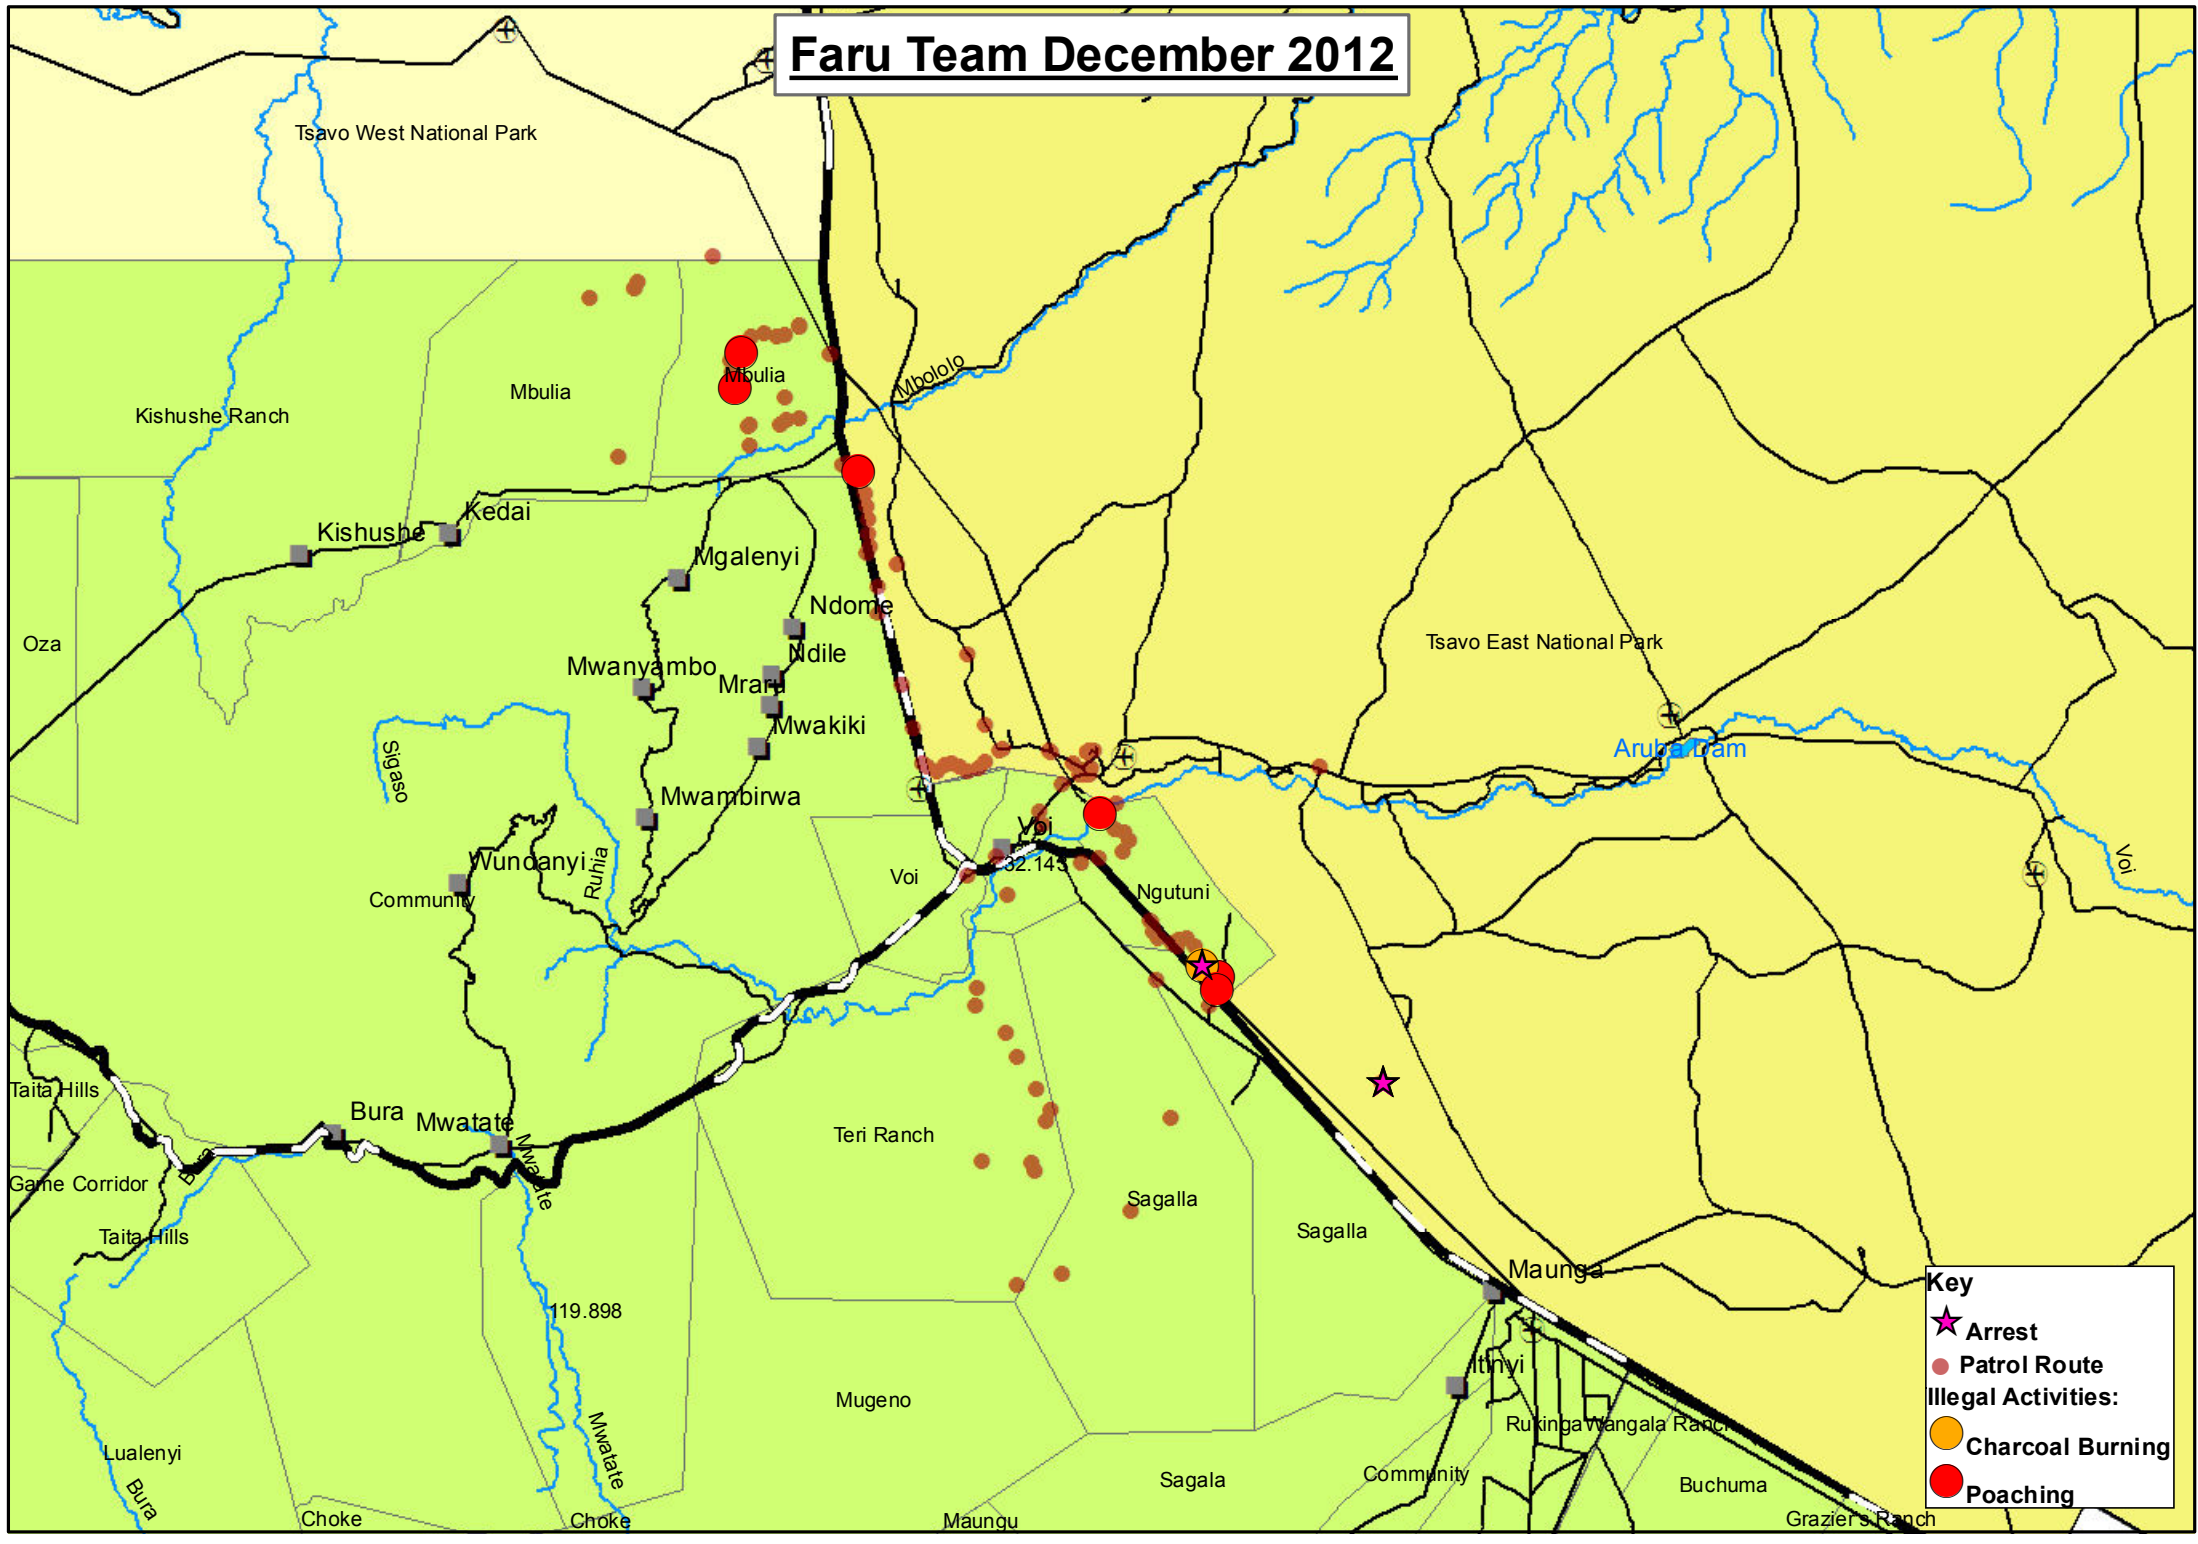 Faru Team December 2012
Tsavo West National Park
Mbololo
Mbulia
Mbulia
Kishushe Ranch
Kedai
Kishushe
Mgalenyi
Ndome
Oza
Tsavo East National Park
Ndile
Mwanyambo
Mraru
Mwakiki
Sigaso
Aruba Dam
Mwambirwa
Voi
Wundanyi
Ruhia
Voi
732.145
Voi
Ngutuni
Community
Taita Hills
Bura
Mwatate
Teri Ranch
Mwatate
Game Corridor
Bura
Sagalla
Sagalla
Taita Hills
Maunga
119.898
Itinyi
Mugeno
Rukinga
Wangala Ranch
Mwatate
Lualenyi
Community
Sagala
Buchuma
Bura
Choke
Choke
Maungu
Grazier's Ranch
Key
Arrest
Patrol Route
Illegal Activities:
Charcoal Burning
Poaching